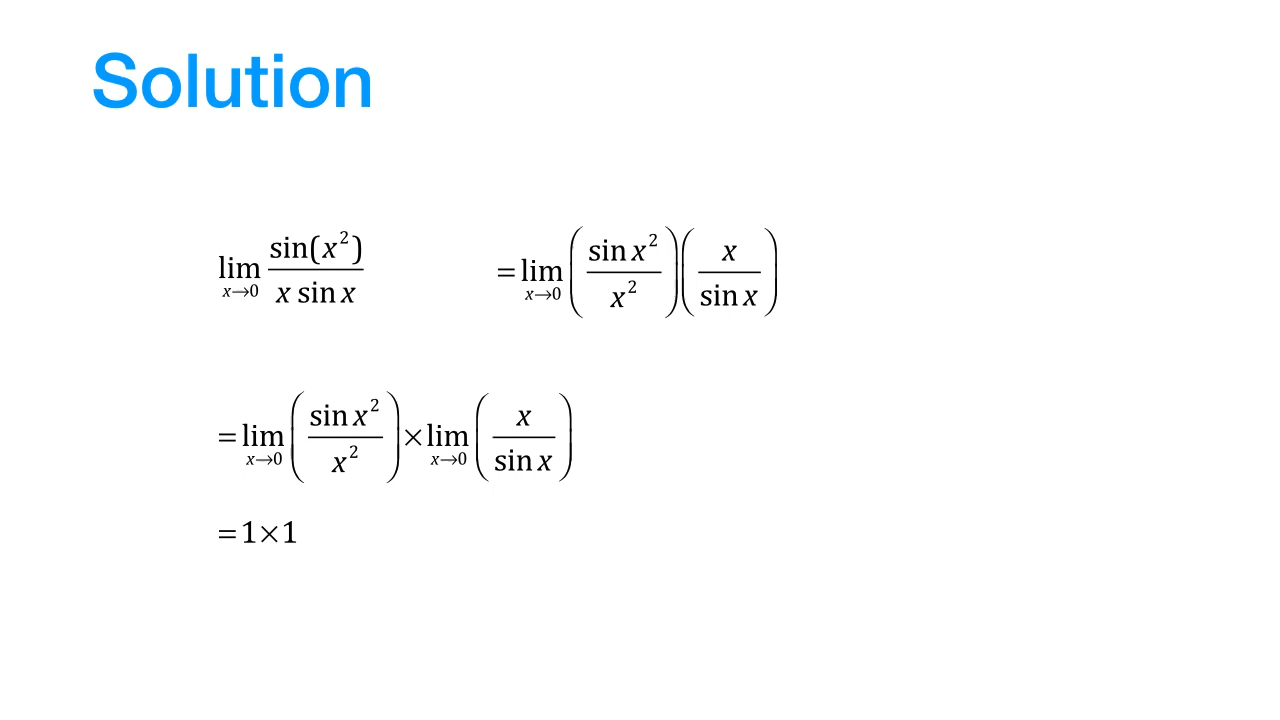 Solution
lim_{x→0} sin(x²)/(x sin x) = lim_{x→0} (sin x²/x²)(x/sin x)
= lim_{x→0} (sin x²/x²) × lim_{x→0} (x/sin x)
= 1×1